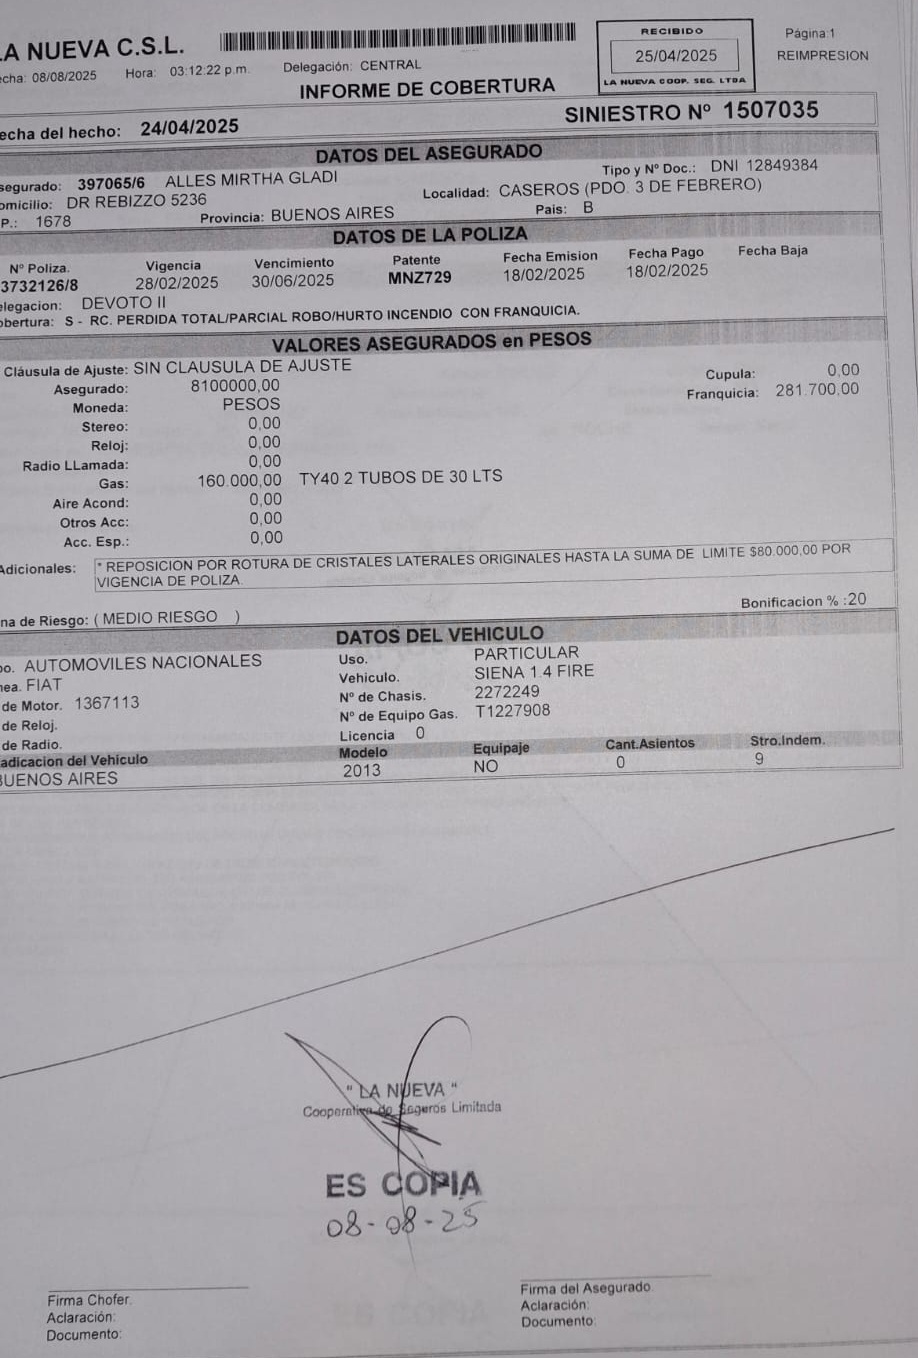 LA NUEVA C.S.L.
echa: 08/08/2025 Hora: 03:12:22 p.m. Delegación: CENTRAL
INFORME DE COBERTURA
RECIBIDO
25/04/2025
LA NUEVA COOP. SEG. LTDA
Página:1
REIMPRESION
echa del hecho: 24/04/2025 SINIESTRO Nº 1507035
DATOS DEL ASEGURADO
segurado: 397065/6 ALLES MIRTHA GLADI Tipo y Nº Doc.: DNI 12849384
omicilio: DR REBIZZO 5236 Localidad: CASEROS (PDO. 3 DE FEBRERO)
P.: 1678 Provincia: BUENOS AIRES Pais: B
DATOS DE LA POLIZA
Nº Poliza. Vigencia Vencimiento Patente Fecha Emision Fecha Pago Fecha Baja
3732126/8 28/02/2025 30/06/2025 MNZ729 18/02/2025 18/02/2025
elegacion: DEVOTO II
obertura: S - RC. PERDIDA TOTAL/PARCIAL ROBO/HURTO INCENDIO CON FRANQUICIA.
VALORES ASEGURADOS en PESOS
Cláusula de Ajuste: SIN CLAUSULA DE AJUSTE
Asegurado: 8100000,00 Cupula: 0,00
Moneda: PESOS Franquicia: 281.700,00
Stereo: 0,00
Reloj: 0,00
Radio LLamada: 0,00
Gas: 160.000,00 TY40 2 TUBOS DE 30 LTS
Aire Acond: 0,00
Otros Acc: 0,00
Acc. Esp.: 0,00
Adicionales: * REPOSICION POR ROTURA DE CRISTALES LATERALES ORIGINALES HASTA LA SUMA DE LIMITE $80.000,00 POR
VIGENCIA DE POLIZA.
na de Riesgo: ( MEDIO RIESGO ) Bonificacion % :20
DATOS DEL VEHICULO
po. AUTOMOVILES NACIONALES Uso. PARTICULAR
nea. FIAT Vehiculo. SIENA 1.4 FIRE
de Motor. 1367113 Nº de Chasis. 2272249
de Reloj. Nº de Equipo Gas. T1227908
de Radio. Licencia 0
adicacion del Vehiculo Modelo Equipaje Cant.Asientos Stro.Indem.
BUENOS AIRES 2013 NO 0 9
" LA NUEVA "
Cooperativa de Seguros Limitada
ES COPIA
08-08-25
Firma Chofer. Firma del Asegurado
Aclaración: Aclaración:
Documento: Documento: